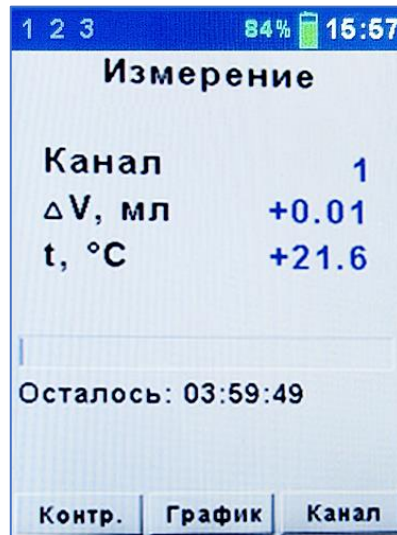 1 2 3 84% 15:57
Измерение
Канал 1
△V, мл +0.01
t, °C +21.6
Осталось: 03:59:49
Контр. График Канал